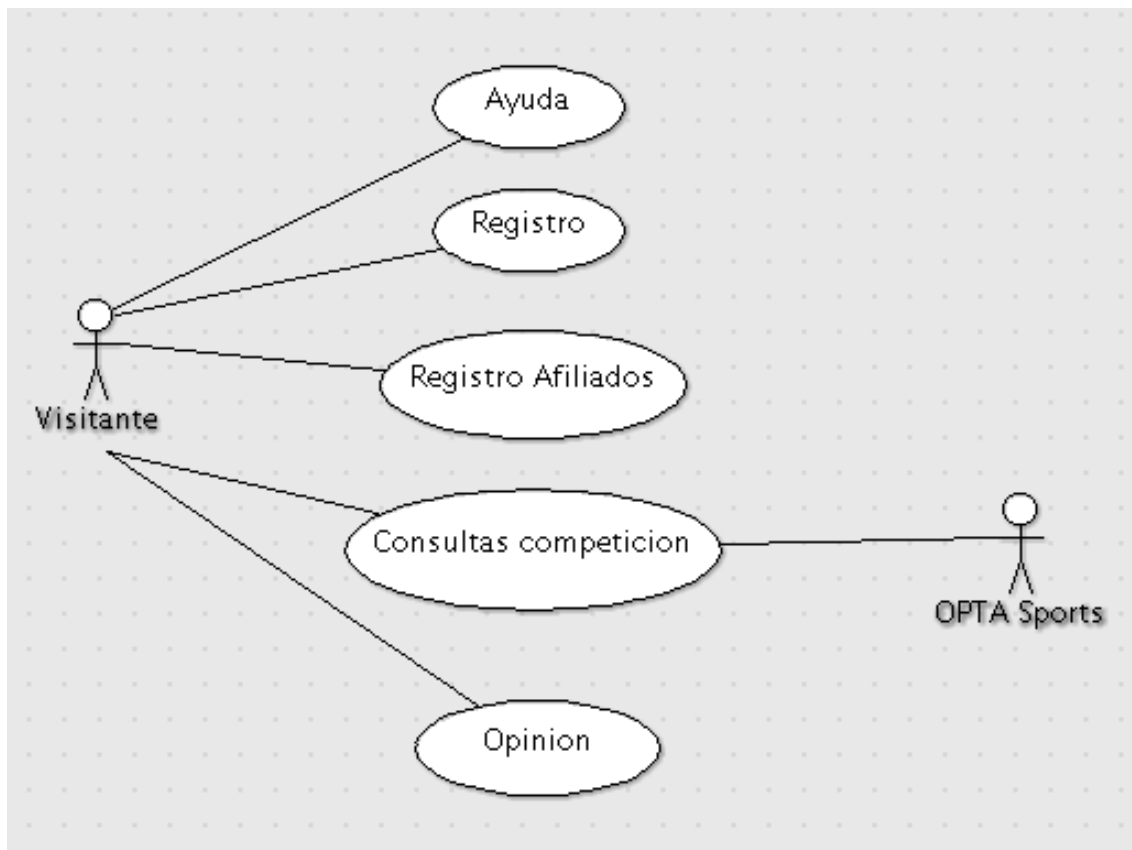 Ayuda
Registro
Registro Afiliados
Visitante
Consultas competicion
OPTA Sports
Opinion